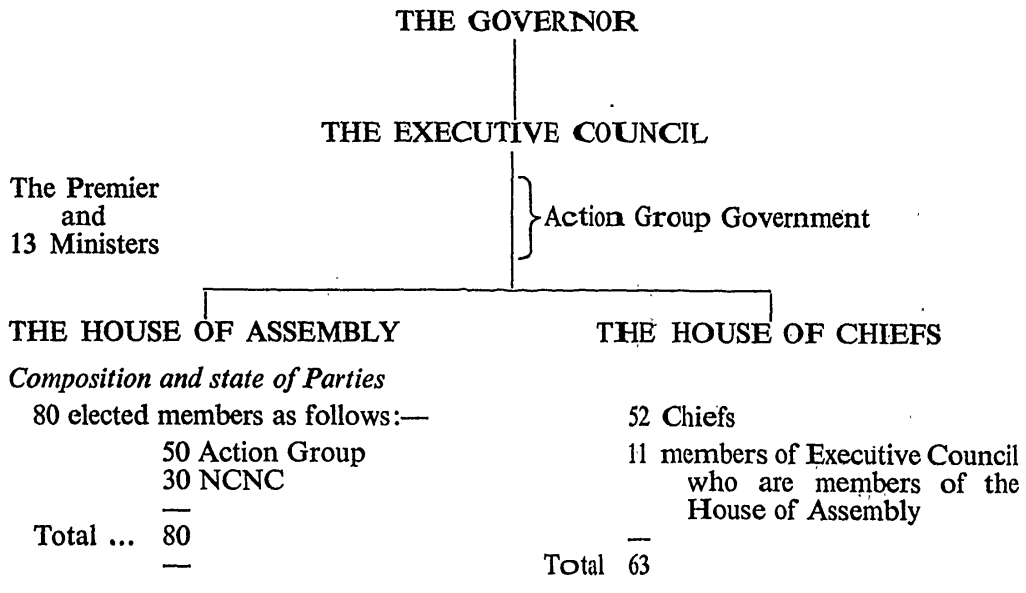 THE GOVERNOR
THE EXECUTIVE COUNCIL
The Premier
and
13 Ministers
Action Group Government
THE HOUSE OF ASSEMBLY
Composition and state of Parties
80 elected members as follows:—
50 Action Group
30 NCNC
—
Total ... 80
—
THE HOUSE OF CHIEFS
52 Chiefs
11 members of Executive Council
who are members of the
House of Assembly
—
Total 63